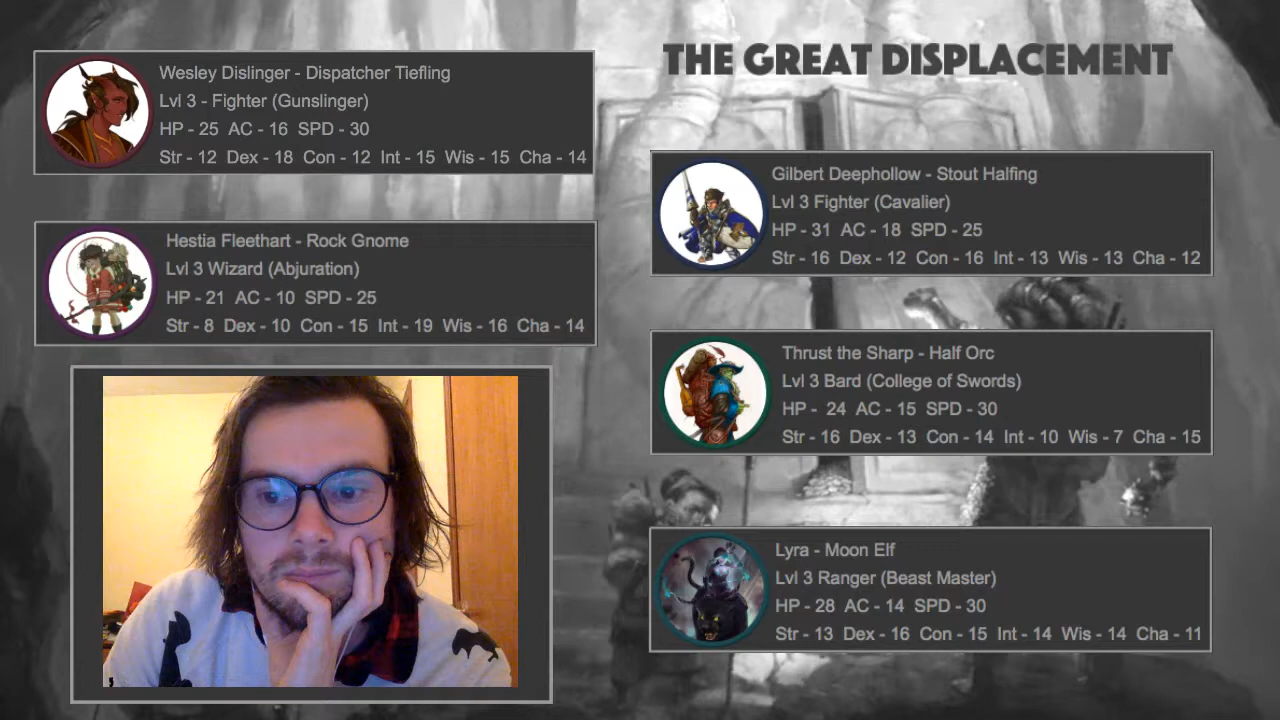 THE GREAT DISPLACEMENT
Wesley Dislinger - Dispatcher Tiefling
Lvl 3 - Fighter (Gunslinger)
HP - 25 AC - 16 SPD - 30
Str - 12 Dex - 18 Con - 12 Int - 15 Wis - 15 Cha - 14
Hestia Fleethart - Rock Gnome
Lvl 3 Wizard (Abjuration)
HP - 21 AC - 10 SPD - 25
Str - 8 Dex - 10 Con - 15 Int - 19 Wis - 16 Cha - 14
Gilbert Deephollow - Stout Halfing
Lvl 3 Fighter (Cavalier)
HP - 31 AC - 18 SPD - 25
Str - 16 Dex - 12 Con - 16 Int - 13 Wis - 13 Cha - 12
Thrust the Sharp - Half Orc
Lvl 3 Bard (College of Swords)
HP - 24 AC - 15 SPD - 30
Str - 16 Dex - 13 Con - 14 Int - 10 Wis - 7 Cha - 15
Lyra - Moon Elf
Lvl 3 Ranger (Beast Master)
HP - 28 AC - 14 SPD - 30
Str - 13 Dex - 16 Con - 15 Int - 14 Wis - 14 Cha - 11